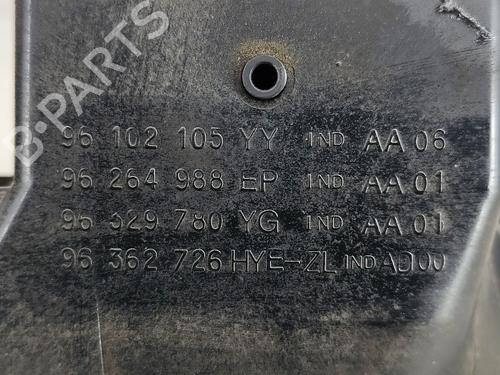 B-PARTS
96 102 105 YY IND AA 06
96 264 988 EP IND AA 01
96 329 780 YG IND AA 01
96 362 726 HYE-ZL IND AD00